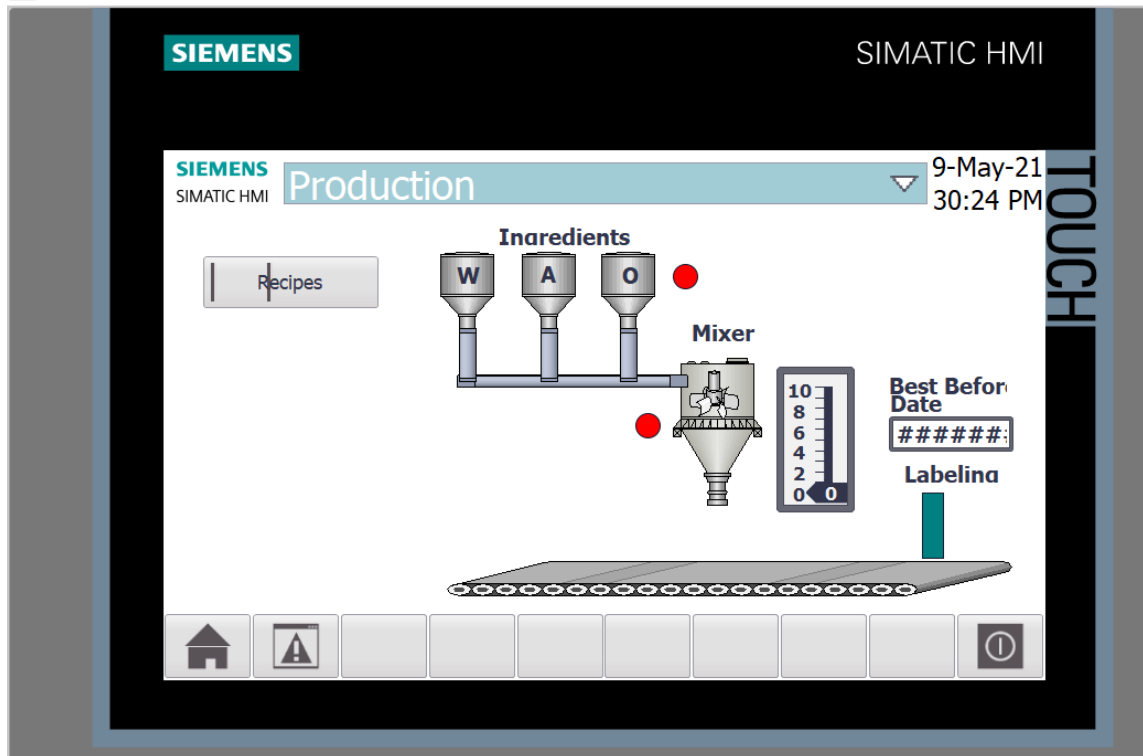 SIEMENS
SIMATIC HMI
TOUCH
SIEMENS
SIMATIC HMI
Production
9-May-21
30:24 PM
Recipes
Ingredients
W A O
Mixer
10
8
6
4
2
0 0
Best Befor
Date
######
Labeling